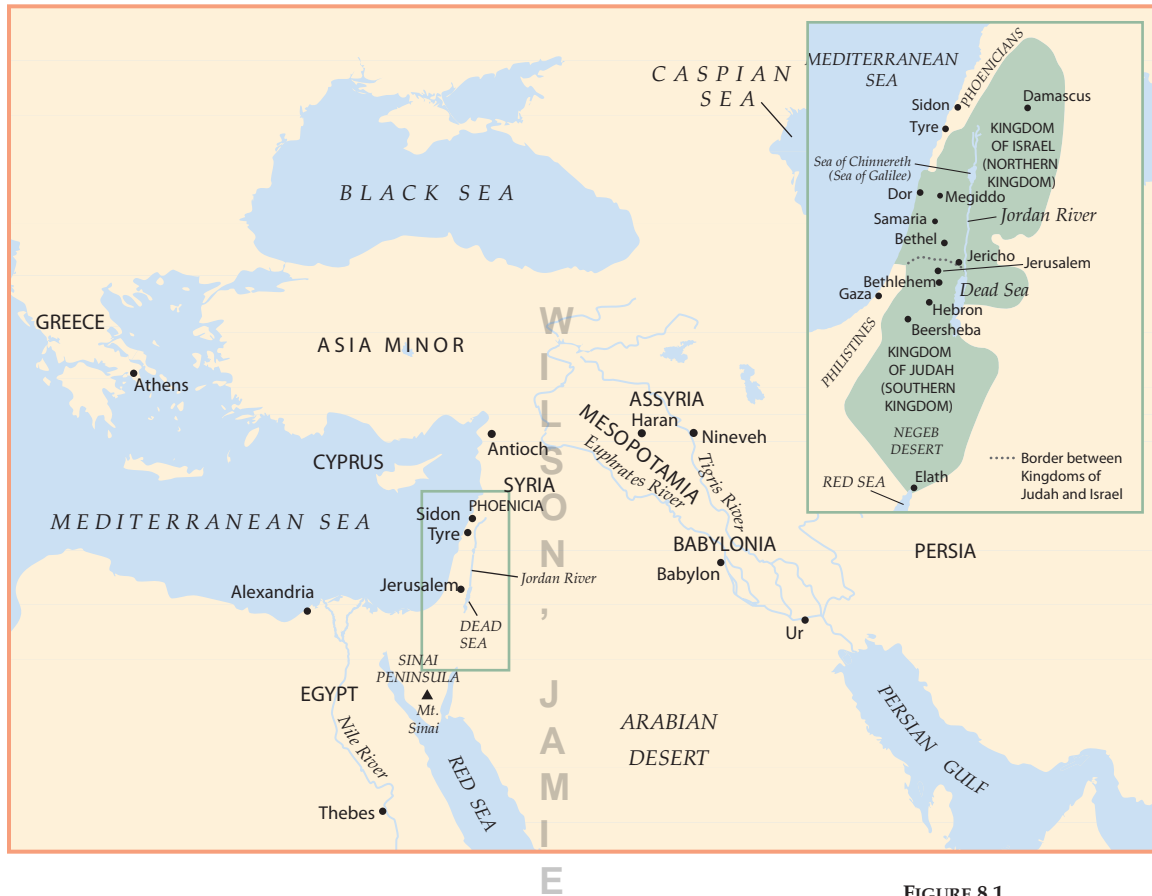 CASPIAN
SEA
BLACK SEA
GREECE
Athens
ASIA MINOR
ASSYRIA
Haran
Nineveh
MESOPOTAMIA
Euphrates River
Tigris River
Antioch
CYPRUS
SYRIA
PHOENICIA
MEDITERRANEAN SEA
Sidon
Tyre
BABYLONIA
Babylon
PERSIA
Jordan River
Alexandria
Jerusalem
DEAD
SEA
Ur
SINAI
PENINSULA
Mt.
Sinai
EGYPT
Nile River
RED SEA
ARABIAN
DESERT
PERSIAN GULF
Thebes
MEDITERRANEAN
SEA
PHOENICIANS
Sidon
Damascus
Tyre
KINGDOM
OF ISRAEL
(NORTHERN
KINGDOM)
Sea of Chinnereth
(Sea of Galilee)
Dor
Megiddo
Samaria
Jordan River
Bethel
Jericho
Jerusalem
Bethlehem
Dead Sea
Gaza
Hebron
Beersheba
PHILISTINES
KINGDOM
OF JUDAH
(SOUTHERN
KINGDOM)
NEGEB
DESERT
Border between
Kingdoms of
Judah and Israel
RED SEA
Elath
WILSON, JAMIE
FIGURE 8.1